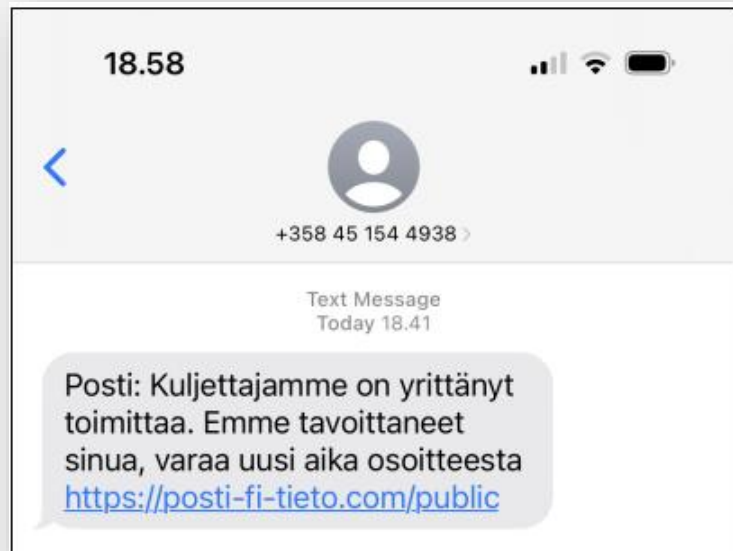 18.58
+358 45 154 4938
Text Message
Today 18.41
Posti: Kuljettajamme on yrittänyt
toimittaa. Emme tavoittaneet
sinua, varaa uusi aika osoitteesta
https://posti-fi-tieto.com/public